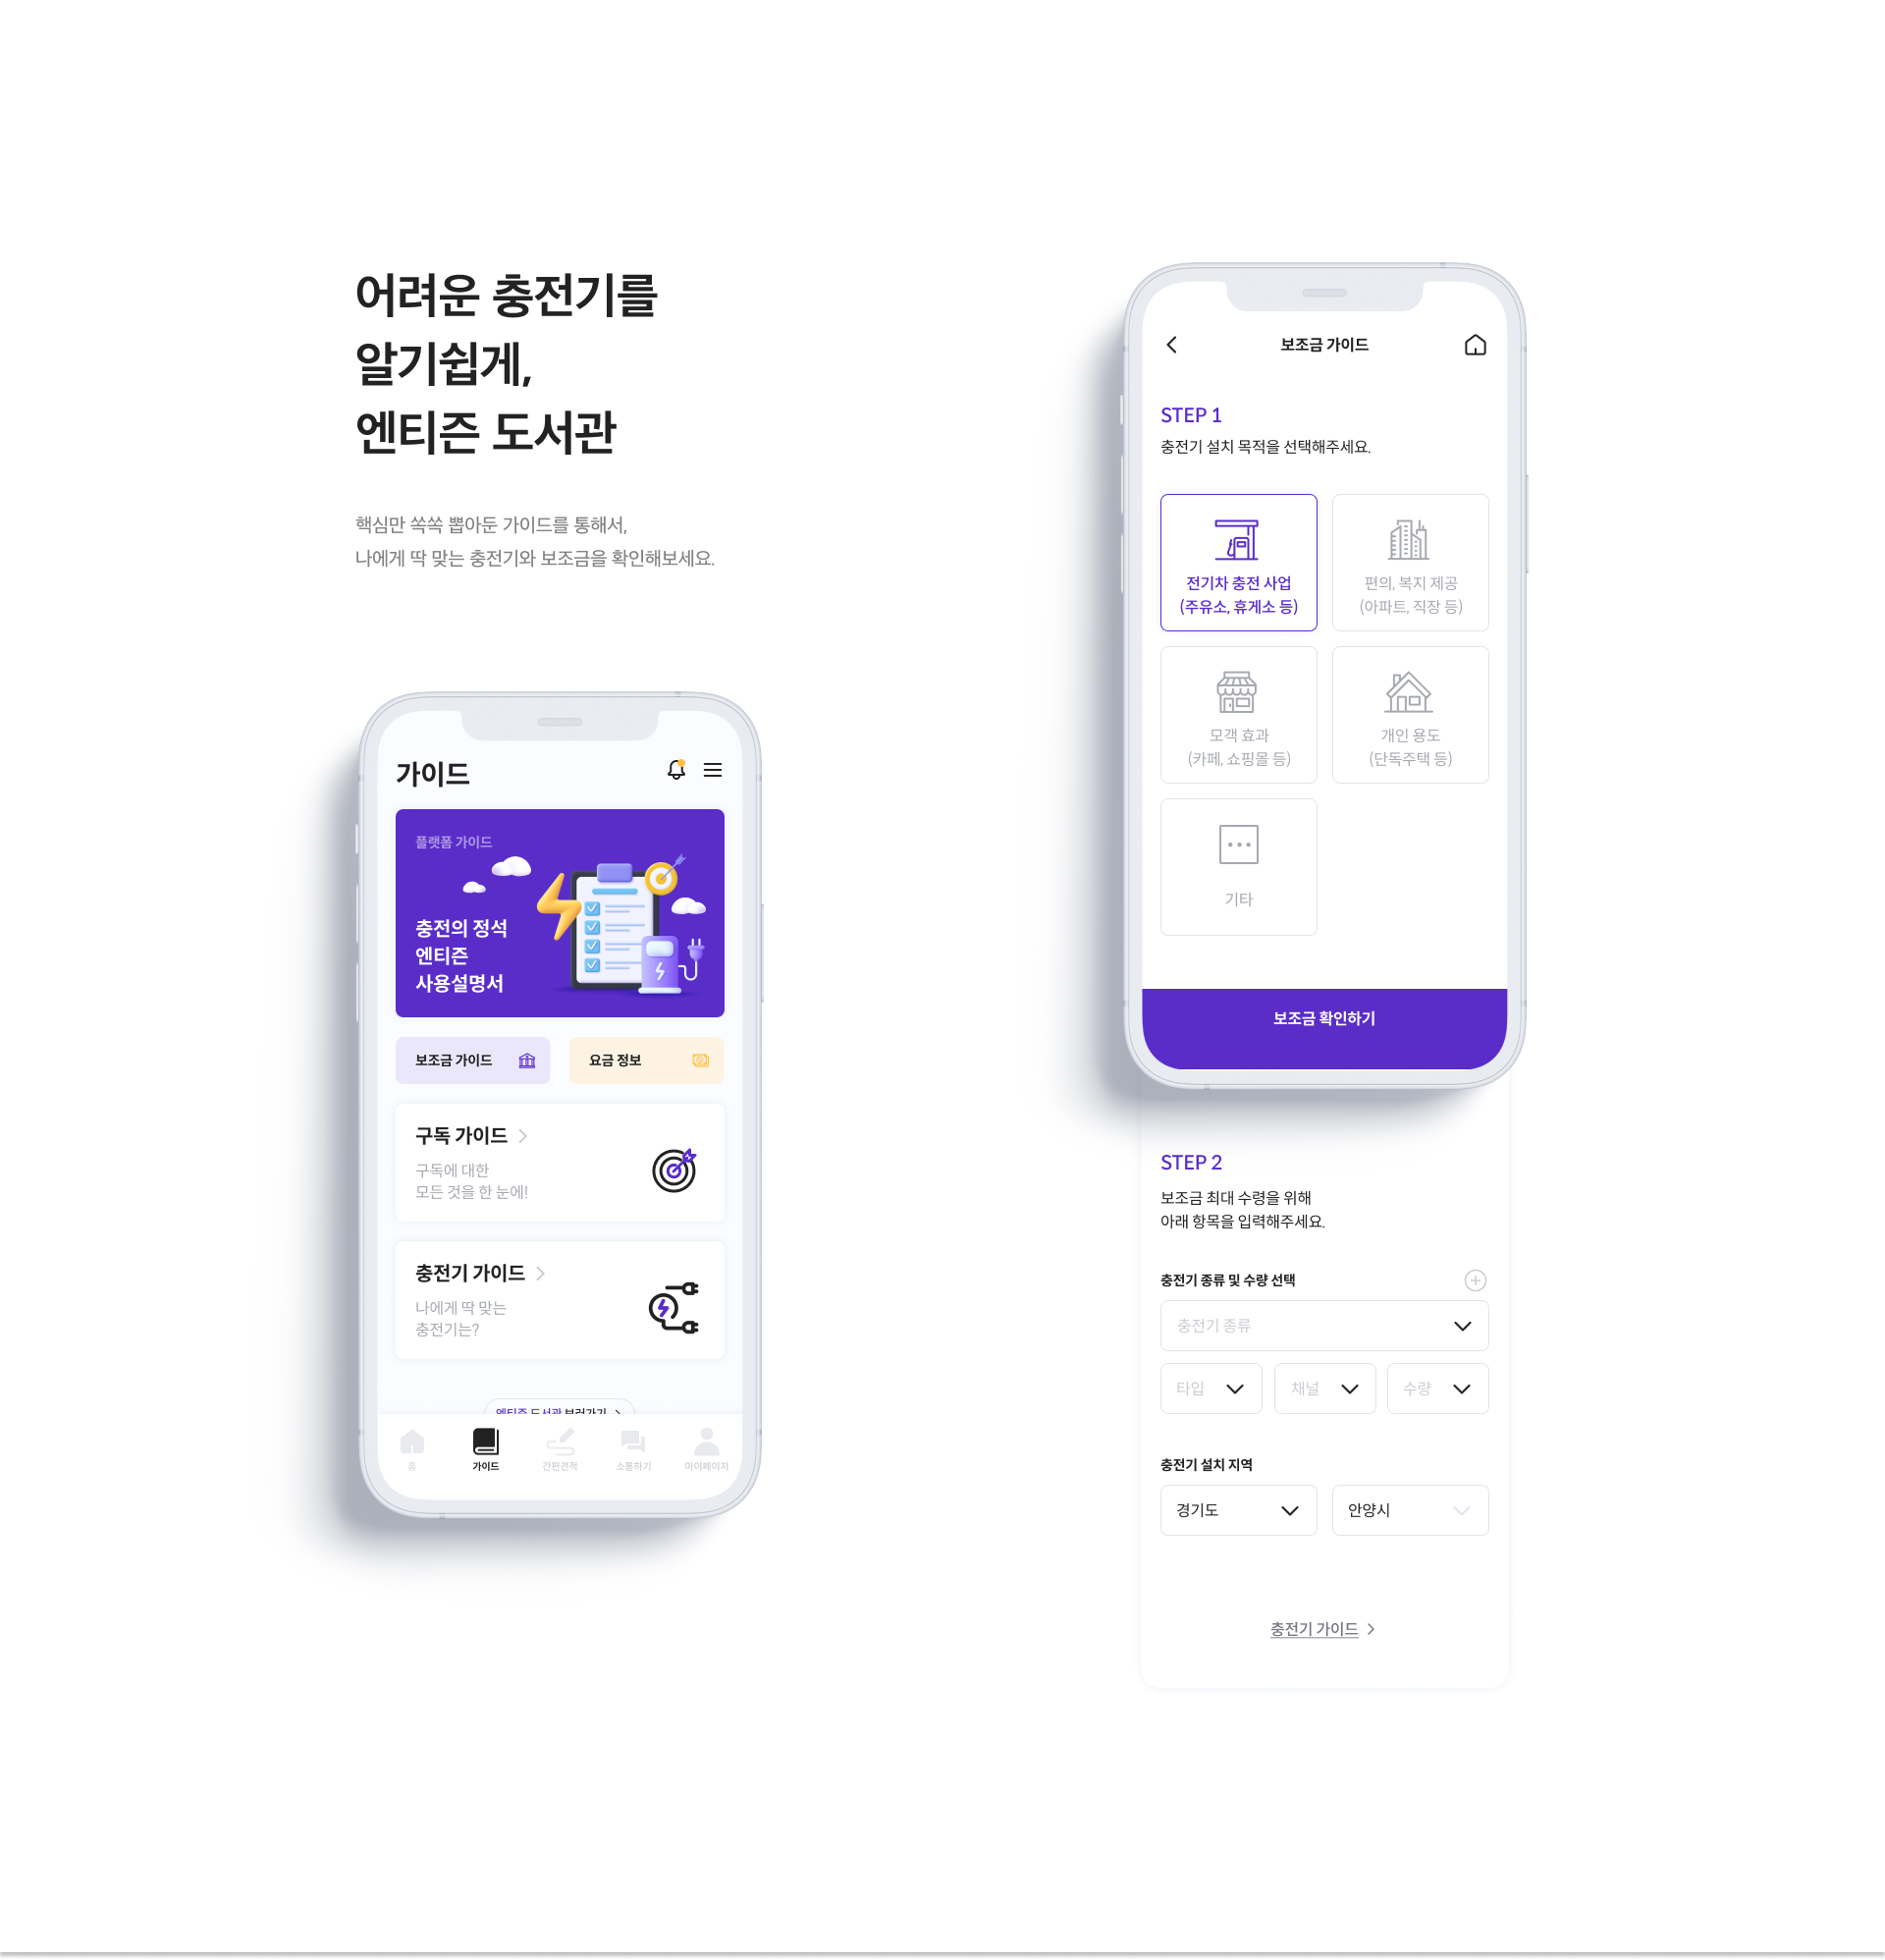 어려운 충전기를
알기쉽게,
엔티즌 도서관
핵심만 쏙쏙 뽑아둔 가이드를 통해서,
나에게 딱 맞는 충전기와 보조금을 확인해보세요.
가이드
플랫폼 가이드
충전의 정석
엔티즌
사용설명서
보조금 가이드
요금 정보
구독 가이드
구독에 대한
모든 것을 한 눈에!
충전기 가이드
나에게 딱 맞는
충전기는?
엔티즌 도서관 보러가기
홈
가이드
간편견적
소통하기
마이페이지
보조금 가이드
STEP 1
충전기 설치 목적을 선택해주세요.
전기차 충전 사업
(주유소, 휴게소 등)
편의, 복지 제공
(아파트, 직장 등)
모객 효과
(카페, 쇼핑몰 등)
개인 용도
(단독주택 등)
기타
보조금 확인하기
STEP 2
보조금 최대 수령을 위해
아래 항목을 입력해주세요.
충전기 종류 및 수량 선택
충전기 종류
타입
채널
수량
충전기 설치 지역
경기도
안양시
충전기 가이드